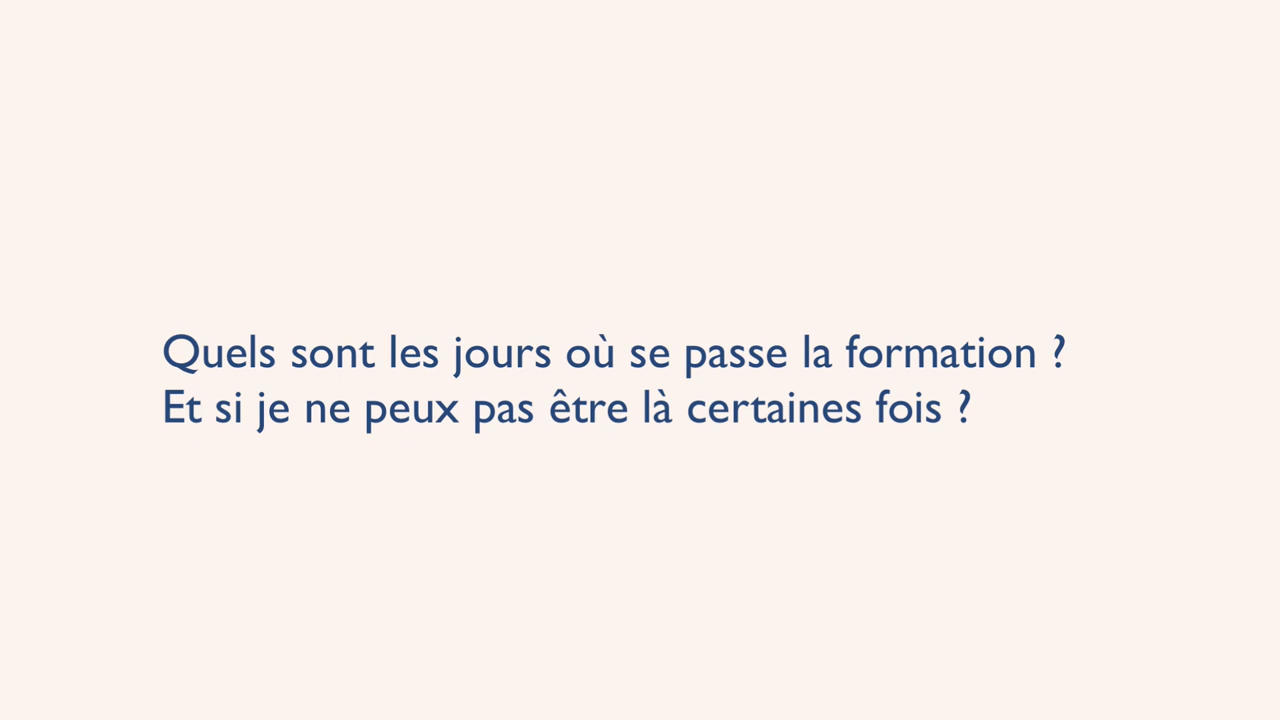 Quels sont les jours où se passe la formation ?
Et si je ne peux pas être là certaines fois ?